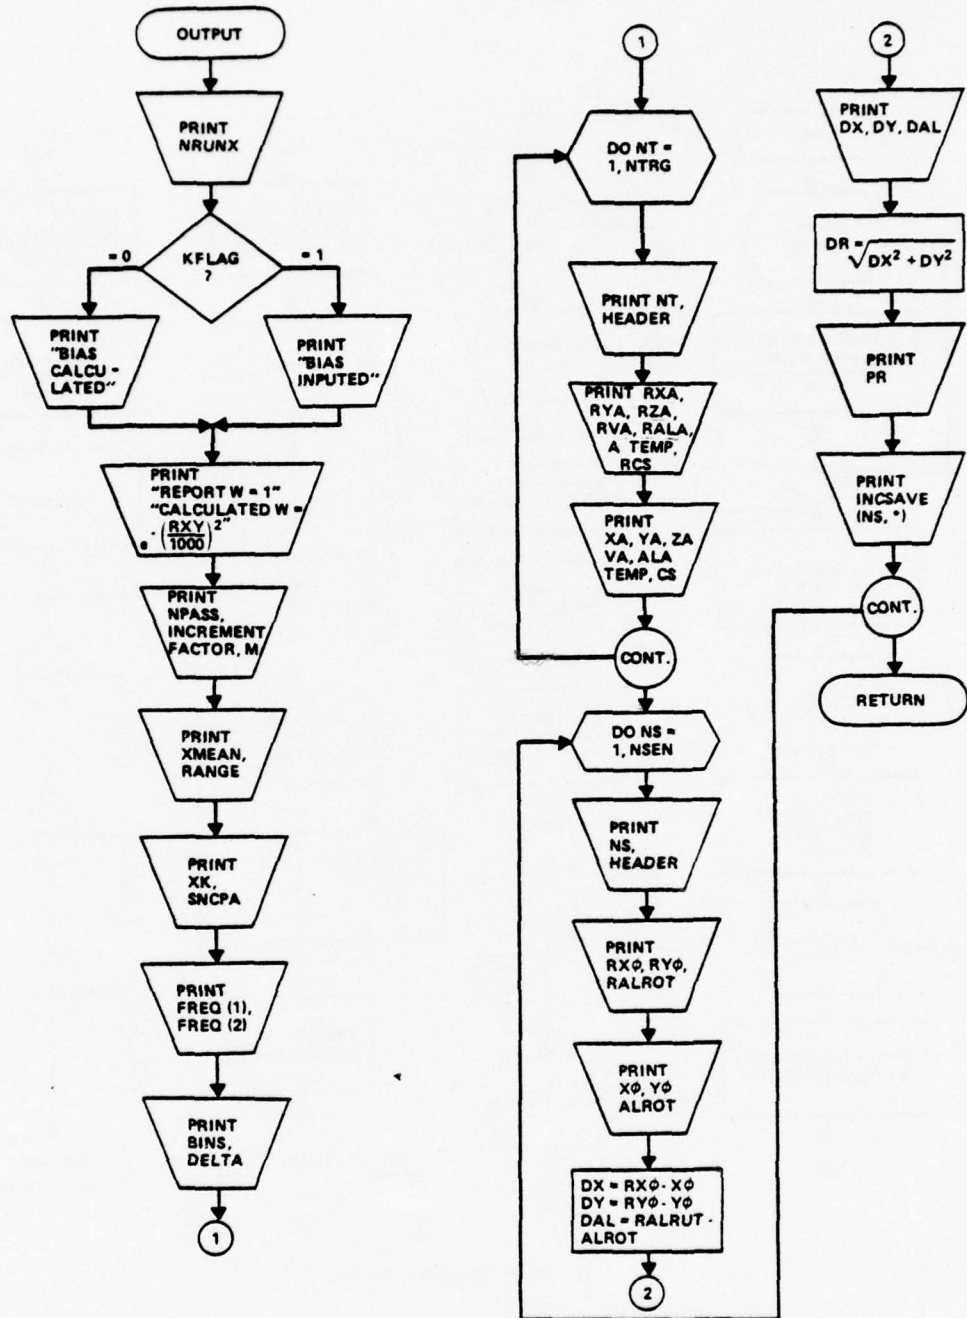 OUTPUT
PRINT
NRUNX
KFLAG
?
= 0
= 1
PRINT
"BIAS
CALCU -
LATED"
PRINT
"BIAS
INPUTED"
PRINT
"REPORT W = 1"
"CALCULATED W =
e - (RXY/1000)²"
PRINT
NPASS,
INCREMENT
FACTOR, M
PRINT
XMEAN,
RANGE
PRINT
XK,
SNCPA
PRINT
FREQ (1),
FREQ (2)
PRINT
BINS,
DELTA
1
1
DO NT =
1, NTRG
PRINT NT,
HEADER
PRINT RXA,
RYA, RZA,
RVA, RALA,
A TEMP,
RCS
PRINT
XA, YA, ZA
VA, ALA
TEMP, CS
CONT.
DO NS =
1, NSEN
PRINT
NS,
HEADER
PRINT
RXϕ, RYϕ,
RALROT
PRINT
Xϕ, Yϕ
ALROT
DX = RXϕ - Xϕ
DY = RYϕ - Yϕ
DAL = RALRUT -
ALROT
2
2
PRINT
DX, DY, DAL
DR = √DX² + DY²
PRINT
PR
PRINT
INCSAVE
(NS, *)
CONT.
RETURN